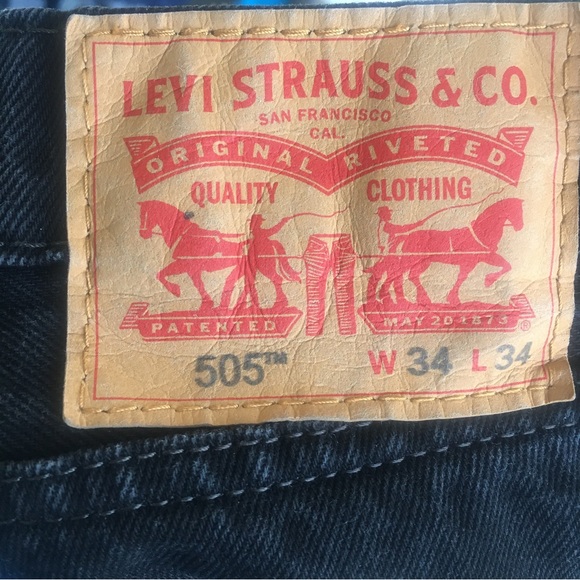 LEVI STRAUSS & CO.
SAN FRANCISCO
CAL.
ORIGINAL RIVETED
QUALITY CLOTHING
PATENTED MAY 20 1873 ®
505™ W 34 L 34